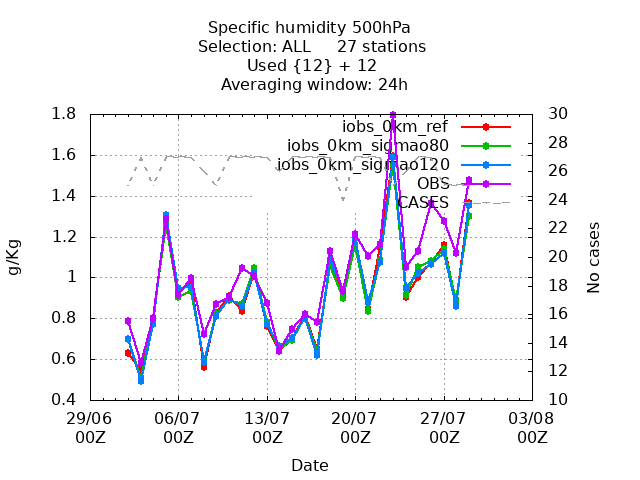 Specific humidity 500hPa
Selection: ALL 27 stations
Used {12} + 12
Averaging window: 24h
iobs_0km_ref
iobs_0km_sigmao80
iobs_0km_sigmao120
OBS
CASES
g/Kg
1.8
1.6
1.4
1.2
1
0.8
0.6
0.4
No cases
30
28
26
24
22
20
18
16
14
12
10
29/06 06/07 13/07 20/07 27/07 03/08
00Z 00Z 00Z 00Z 00Z 00Z
Date